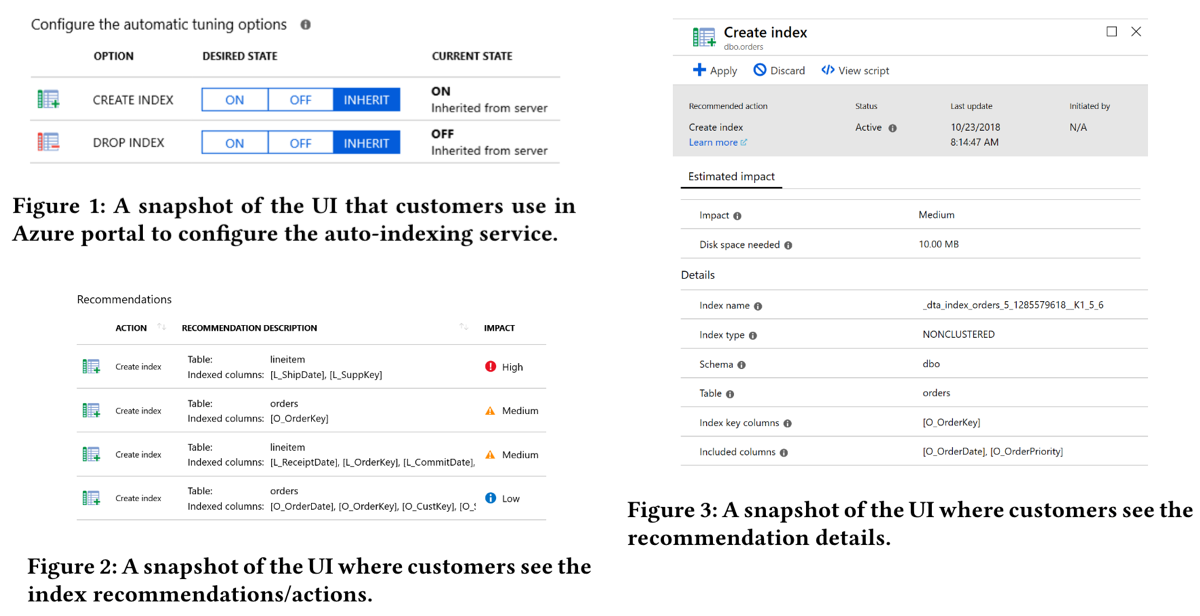 Configure the automatic tuning options
OPTION DESIRED STATE CURRENT STATE
CREATE INDEX ON OFF INHERIT ON
Inherited from server
DROP INDEX ON OFF INHERIT OFF
Inherited from server
Figure 1: A snapshot of the UI that customers use in
Azure portal to configure the auto-indexing service.
Recommendations
ACTION RECOMMENDATION DESCRIPTION IMPACT
Create index Table: lineitem
Indexed columns: [L_ShipDate], [L_SuppKey] High
Create index Table: orders
Indexed columns: [O_OrderKey] Medium
Create index Table: lineitem
Indexed columns: [L_ReceiptDate], [L_OrderKey], [L_CommitDate], Medium
Create index Table: orders
Indexed columns: [O_OrderDate], [O_OrderKey], [O_CustKey], [O_S Low
Figure 2: A snapshot of the UI where customers see the
index recommendations/actions.
Create index
dbo.orders
Apply Discard View script
Recommended action Status Last update Initiated by
Create index Active 10/23/2018 N/A
Learn more 8:14:47 AM
Estimated impact
Impact Medium
Disk space needed 10.00 MB
Details
Index name _dta_index_orders_5_1285579618__K1_5_6
Index type NONCLUSTERED
Schema dbo
Table orders
Index key columns [O_OrderKey]
Included columns [O_OrderDate], [O_OrderPriority]
Figure 3: A snapshot of the UI where customers see the
recommendation details.